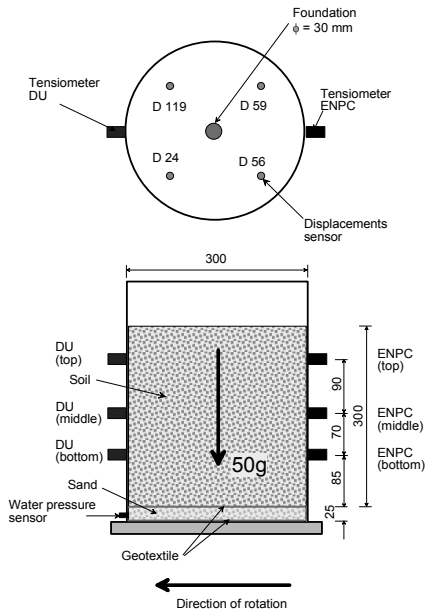 Foundation
ϕ = 30 mm
Tensiometer
DU
Tensiometer
ENPC
D 119
D 59
D 24
D 56
Displacements
sensor
300
DU
(top)
ENPC
(top)
Soil
90
300
DU
(middle)
ENPC
(middle)
70
DU
(bottom)
ENPC
(bottom)
50g
85
Sand
Water pressure
sensor
25
Geotextile
Direction of rotation